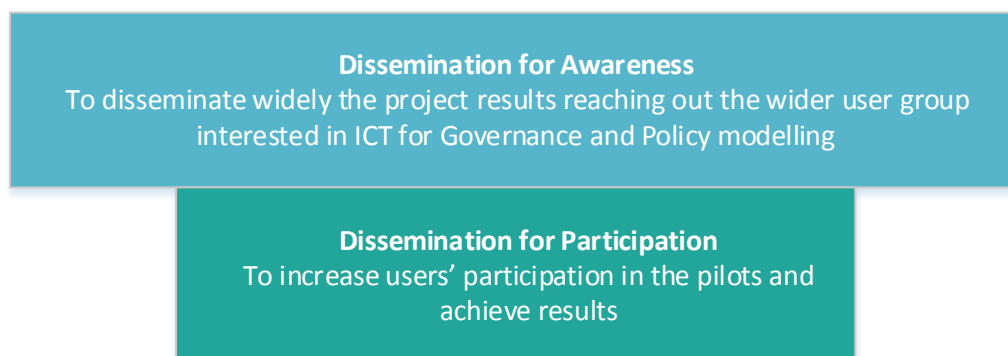 Dissemination for Awareness
To disseminate widely the project results reaching out the wider user group
interested in ICT for Governance and Policy modelling
Dissemination for Participation
To increase users’ participation in the pilots and
achieve results